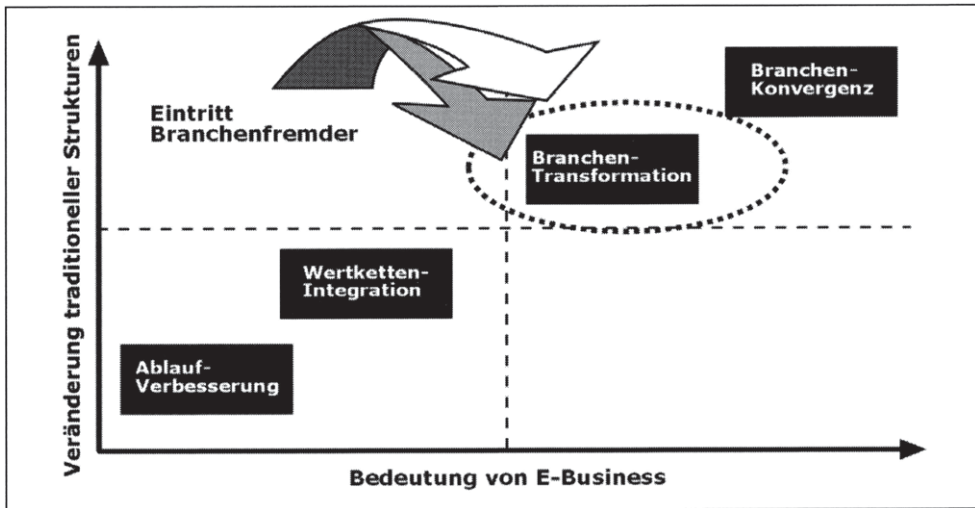 Veränderung traditioneller Strukturen
Eintritt
Branchenfremder
Branchen-
Konvergenz
Branchen-
Transformation
Wertketten-
Integration
Ablauf-
Verbesserung
Bedeutung von E-Business